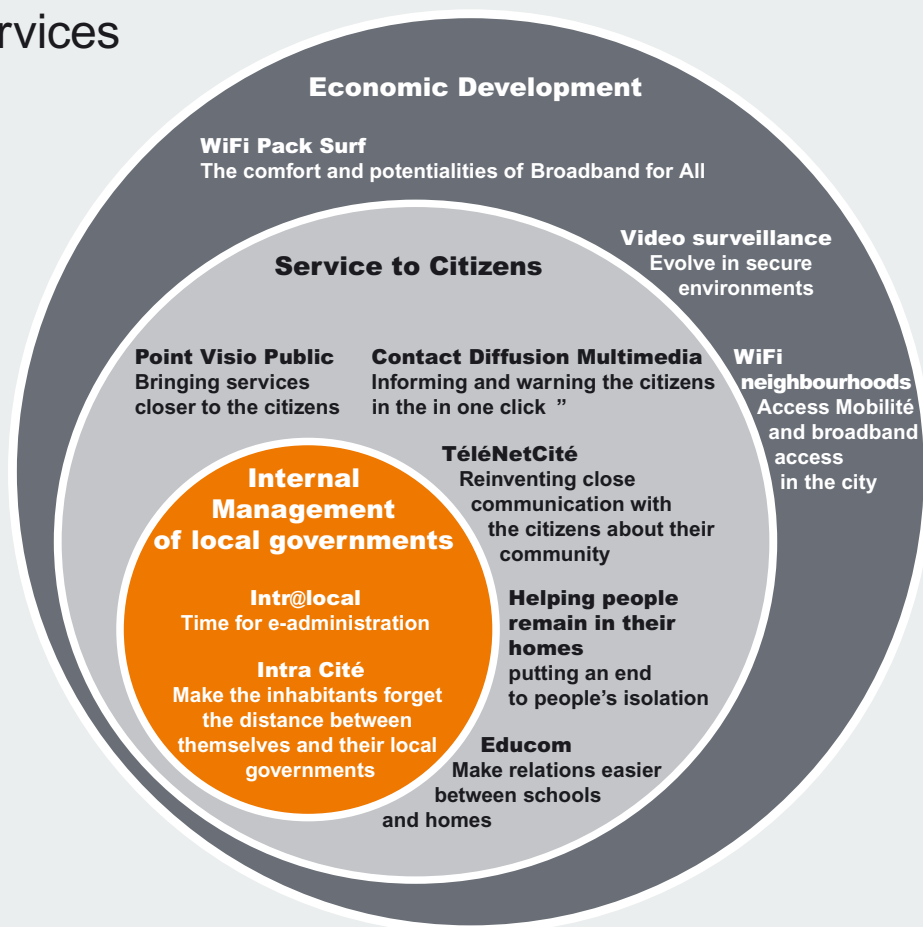 rvices
Economic Development
WiFi Pack Surf
The comfort and potentialities of Broadband for All
Video surveillance
Evolve in secure
environments
WiFi
neighbourhoods
Access Mobilité
and broadband
access
in the city
Service to Citizens
Point Visio Public
Bringing services
closer to the citizens
Contact Diffusion Multimedia
Informing and warning the citizens
in the in one click ”
TéléNetCité
Reinventing close
communication with
the citizens about their
community
Helping people
remain in their
homes
putting an end
to people’s isolation
Educom
Make relations easier
between schools
and homes
Internal
Management
of local governments
Intr@local
Time for e-administration
Intra Cité
Make the inhabitants forget
the distance between
themselves and their local
governments